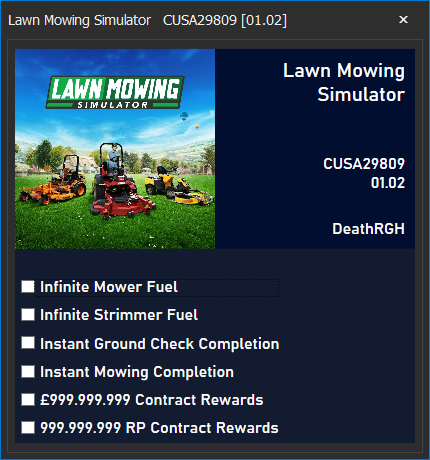 Lawn Mowing Simulator CUSA29809 [01.02]
LAWN MOWING
SIMULATOR
Lawn Mowing
Simulator
CUSA29809
01.02
DeathRGH
Infinite Mower Fuel
Infinite Strimmer Fuel
Instant Ground Check Completion
Instant Mowing Completion
£999.999.999 Contract Rewards
999.999.999 RP Contract Rewards